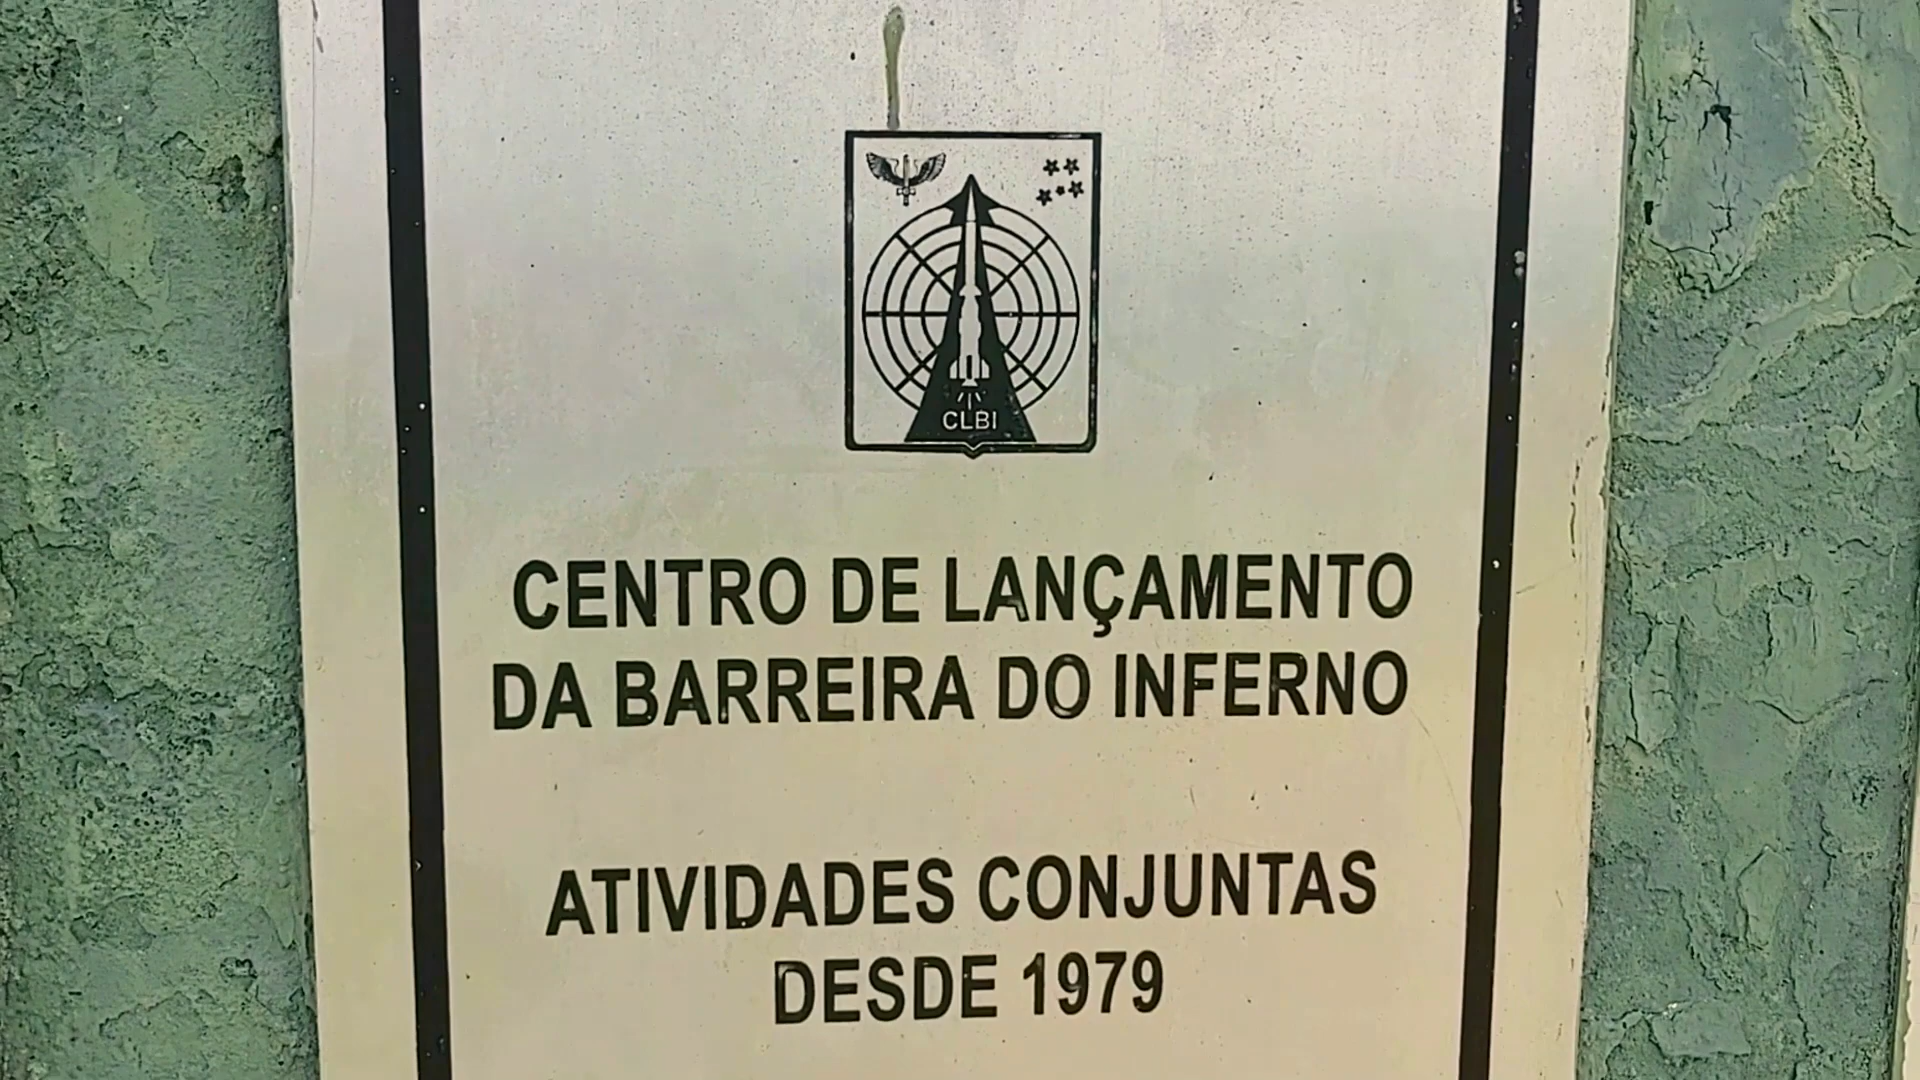 CLBI
CENTRO DE LANÇAMENTO
DA BARREIRA DO INFERNO
ATIVIDADES CONJUNTAS
DESDE 1979